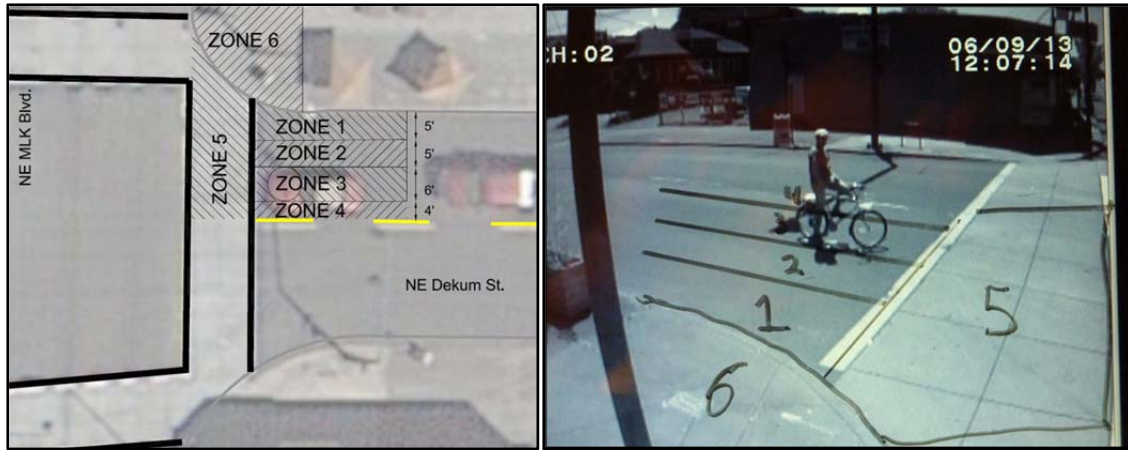 ZONE 6
NE MLK Blvd.
ZONE 5
ZONE 1
5'
ZONE 2
5'
ZONE 3
6'
ZONE 4
4'
NE Dekum St.
CH:02
06/09/13
12:07:14
4
2
1
5
6